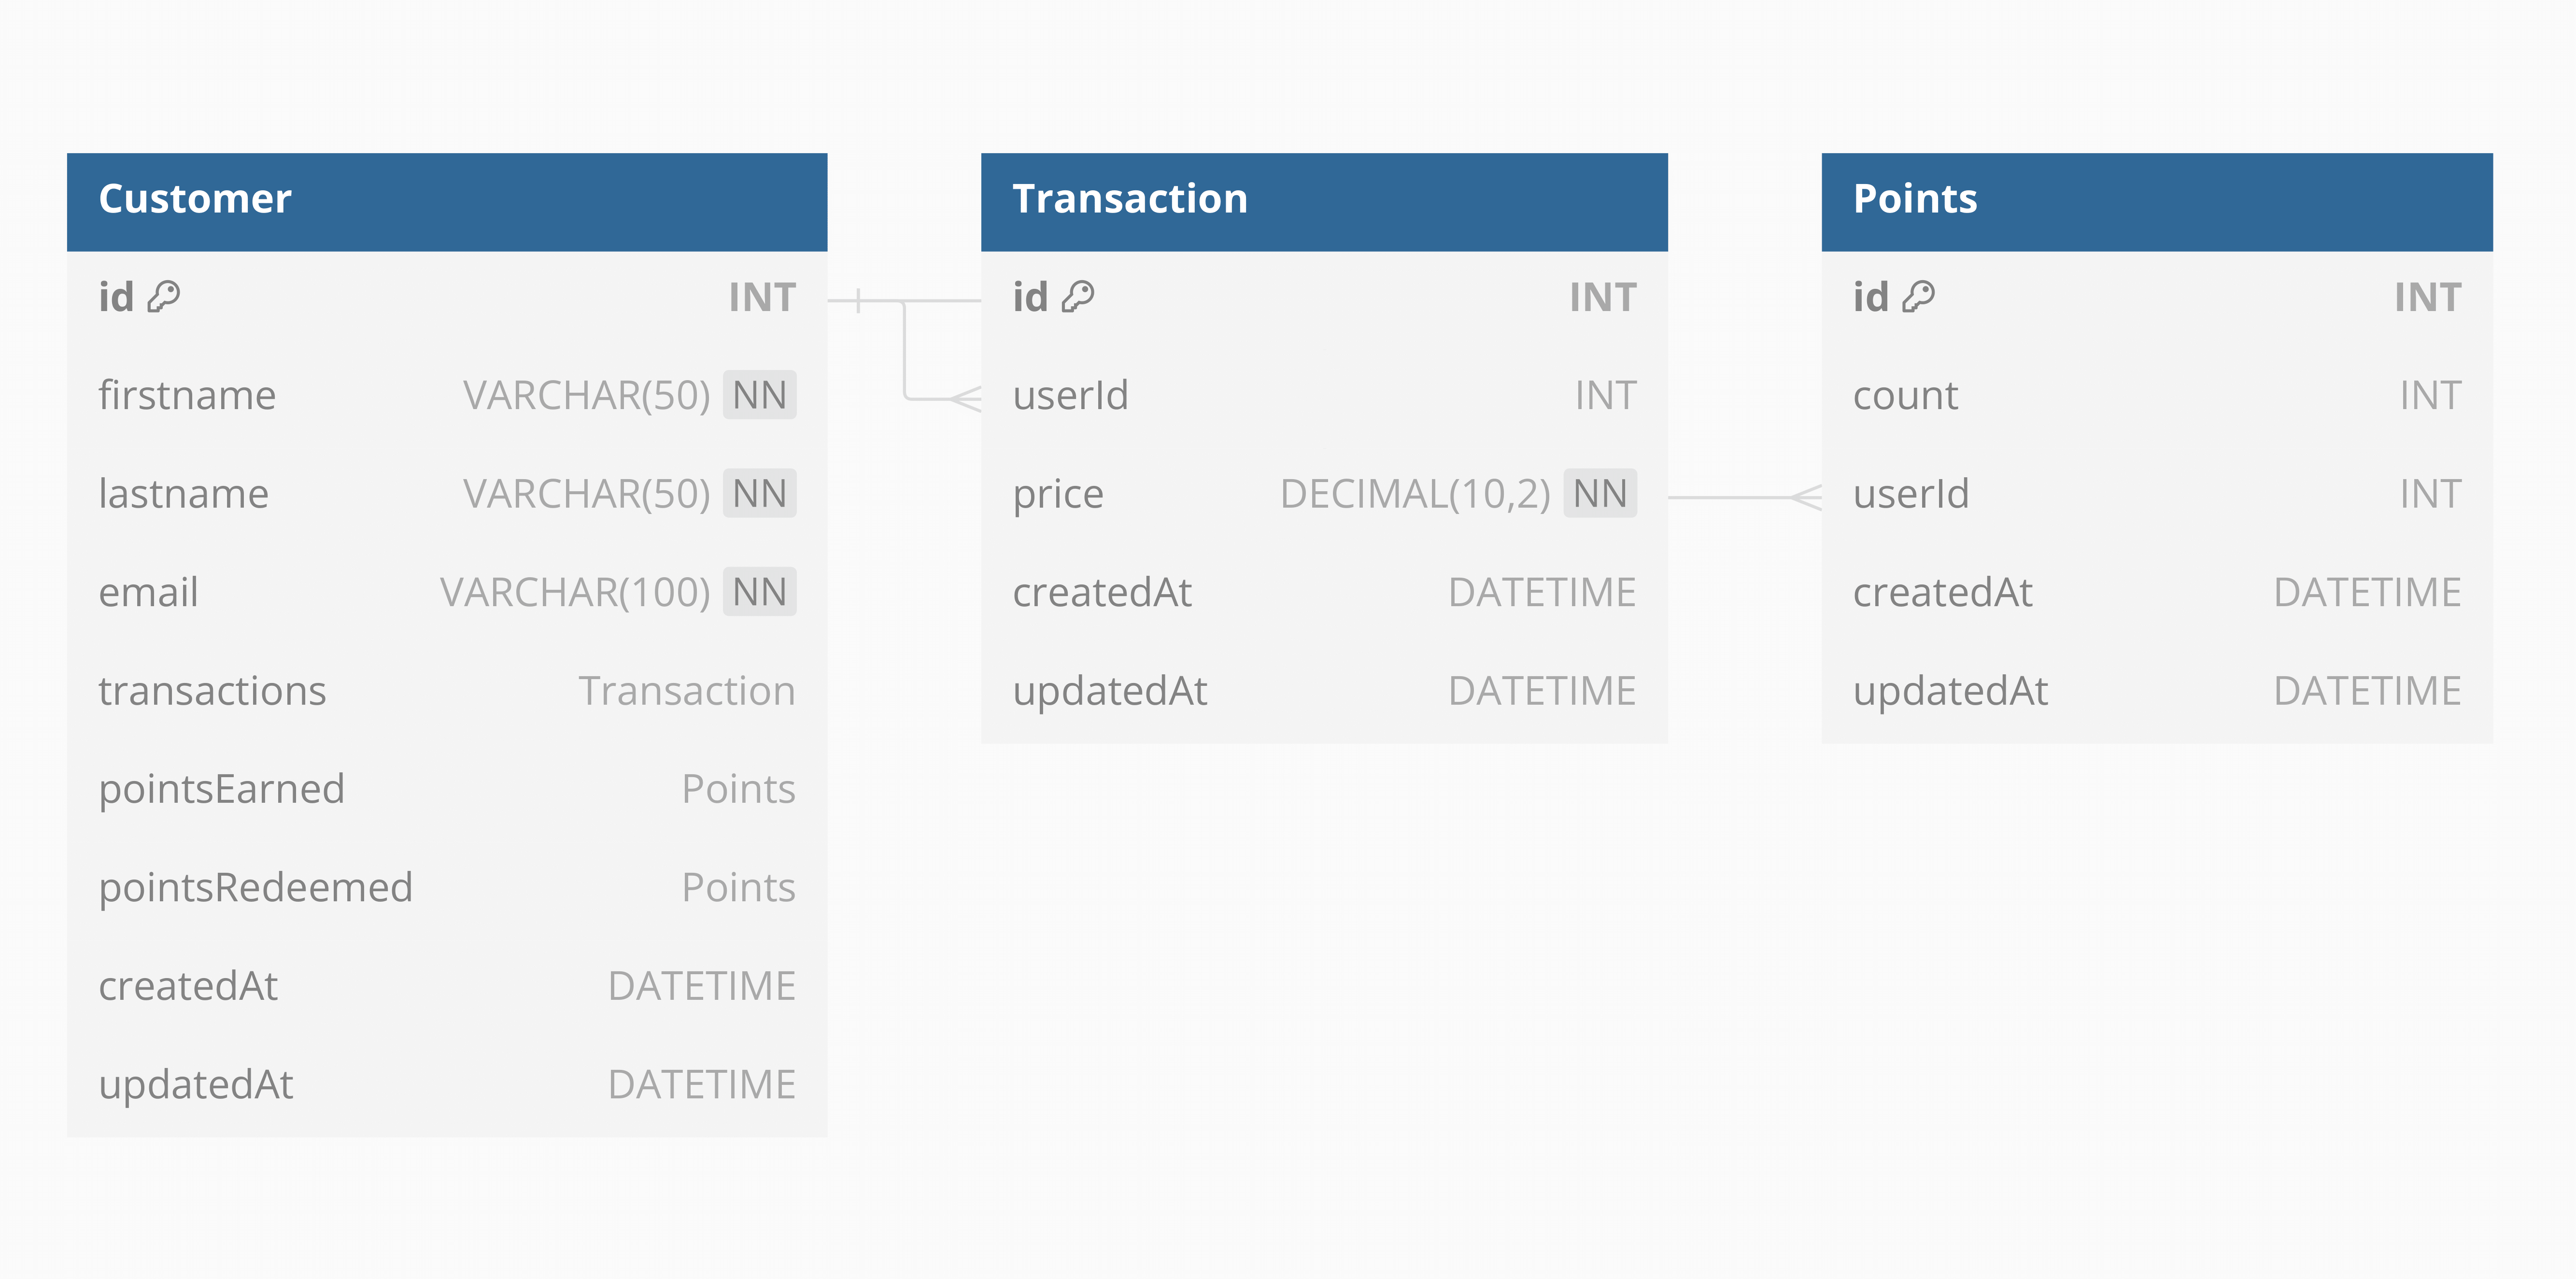 Customer
id INT
firstname VARCHAR(50) NN
lastname VARCHAR(50) NN
email VARCHAR(100) NN
transactions Transaction
pointsEarned Points
pointsRedeemed Points
createdAt DATETIME
updatedAt DATETIME
Transaction
id INT
userId INT
price DECIMAL(10,2) NN
createdAt DATETIME
updatedAt DATETIME
Points
id INT
count INT
userId INT
createdAt DATETIME
updatedAt DATETIME